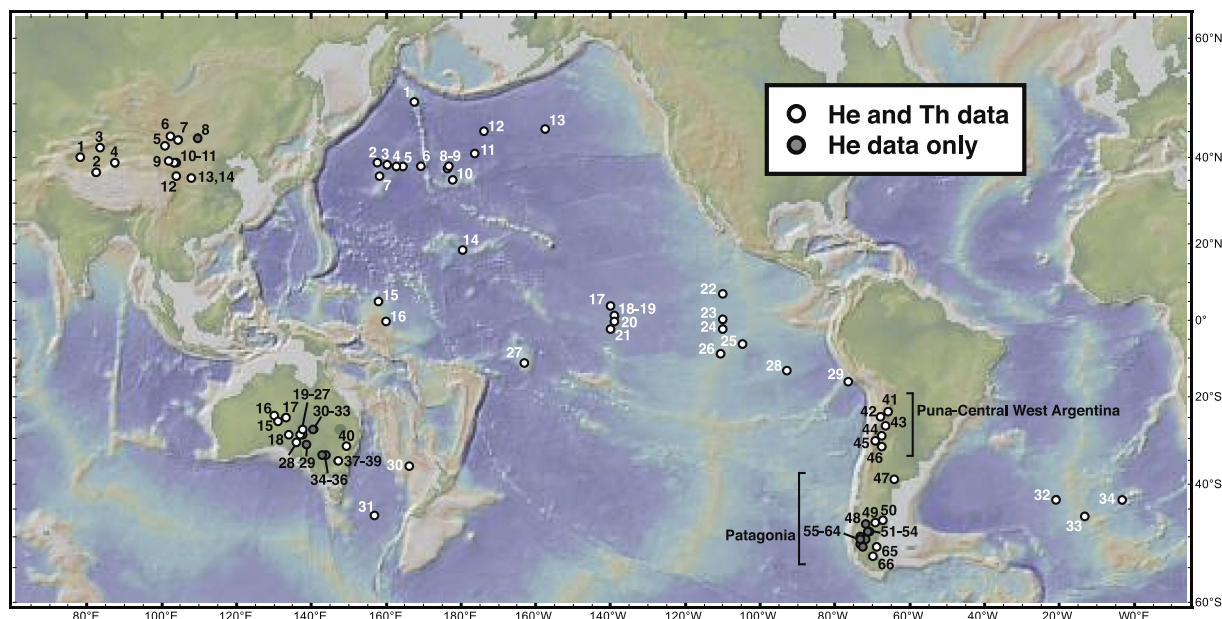 60°N
He and Th data
He data only
1
12
13
6
7
8
3
5
1
4
9
10-11
2
12
13,14
2
3
4
5
6
8-9
11
7
10
40°N
14
20°N
15
16
17
18-19
20
21
22
23
24
25
26
0°
27
28
29
19-27
16
17
30-33
15
18
40
28
29
37-39
34-36
30
31
20°S
41
42
43
Puna-Central West Argentina
44
45
46
47
40°S
32
34
33
48
49
50
Patagonia
55-64
51-54
65
66
60°S
80°E
100°E
120°E
140°E
160°E
180°E
160°W
140°W
120°W
100°W
80°W
60°W
40°W
20°W
W0°E